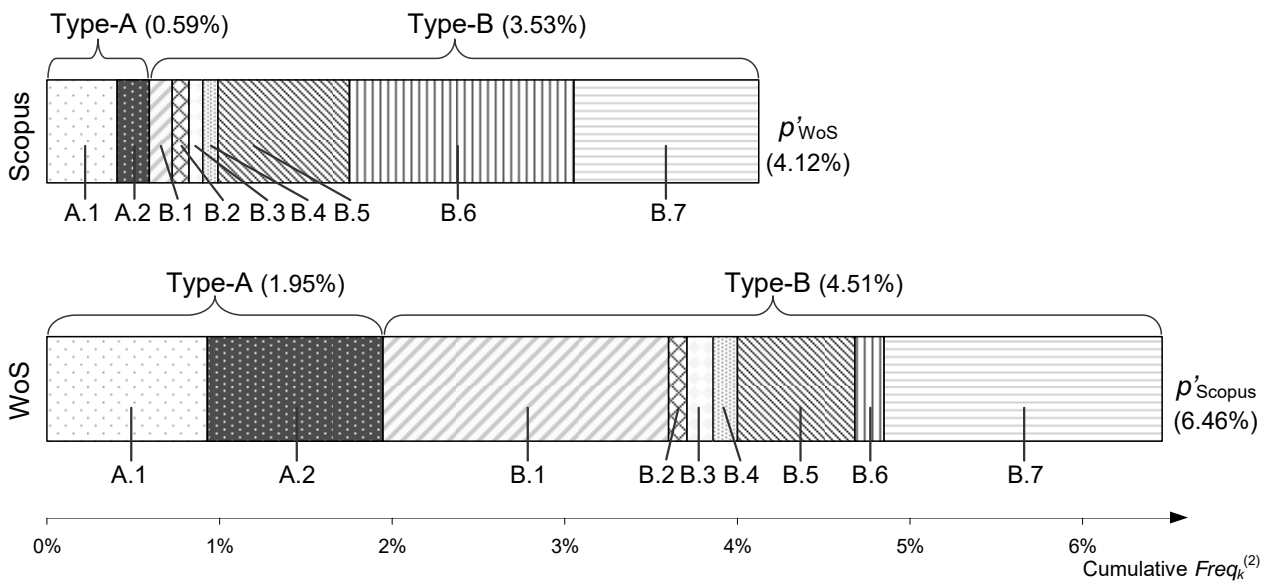 Type-A (0.59%) Type-B (3.53%)
Scopus
p'WoS
(4.12%)
A.1 A.2 B.1 B.2 B.3 B.4 B.5 B.6 B.7
Type-A (1.95%) Type-B (4.51%)
WoS
p'Scopus
(6.46%)
A.1 A.2 B.1 B.2 B.3 B.4 B.5 B.6 B.7
0% 1% 2% 3% 4% 5% 6%
Cumulative Freqk(2)